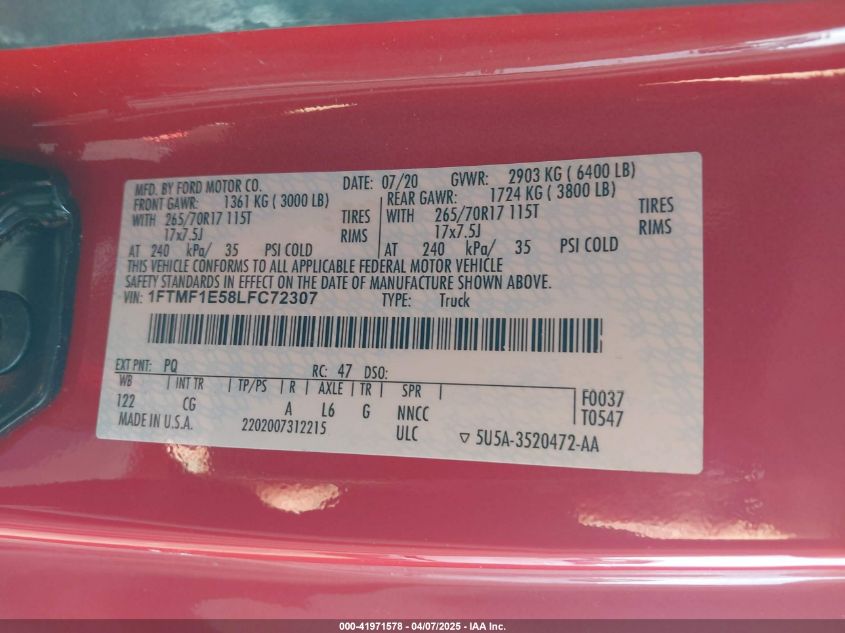 MFD. BY FORD MOTOR CO. DATE: 07/20 GVWR: 2903 KG ( 6400 LB)
FRONT GAWR: 1361 KG ( 3000 LB) REAR GAWR: 1724 KG ( 3800 LB)
WITH 265/70R17 115T TIRES WITH 265/70R17 115T TIRES
17x7.5J RIMS 17x7.5J RIMS
AT 240 kPa/ 35 PSI COLD AT 240 kPa/ 35 PSI COLD
THIS VEHICLE CONFORMS TO ALL APPLICABLE FEDERAL MOTOR VEHICLE
SAFETY STANDARDS IN EFFECT ON THE DATE OF MANUFACTURE SHOWN ABOVE.
VIN: 1FTMF1E58LFC72307 TYPE: Truck
EXT PNT: PQ RC: 47 DSO:
WB | INT TR | TP/PS | R | AXLE | TR | SPR F0037
122 CG A L6 G NNCC T0547
MADE IN U.S.A. 2202007312215 ULC ▽ 5U5A-3520472-AA
000-41971578 | 04/07/2025 - IAA Inc.